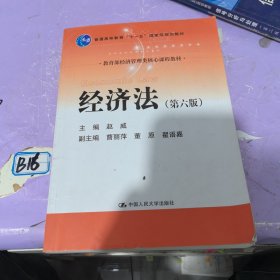 普通高等教育“十一五”国家级规划教材
教育部经济管理类核心课程教材
经济法(第六版)
主 编 赵 威
副主编 曹丽萍 董 源 翟语嘉
B16
中国人民大学出版社